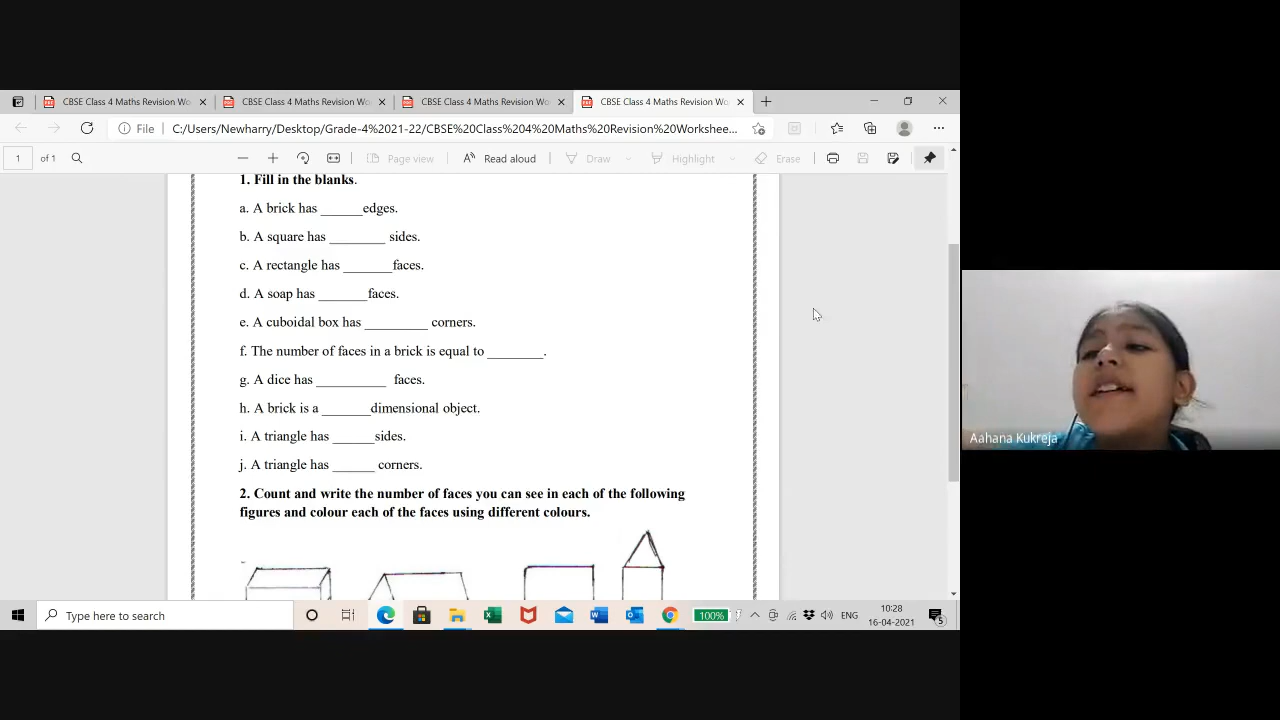 CBSE Class 4 Maths Revision Wo
CBSE Class 4 Maths Revision Wo
CBSE Class 4 Maths Revision Wo
CBSE Class 4 Maths Revision Wo
File
C:/Users/Newharry/Desktop/Grade-4%2021-22/CBSE%20Class%204%20Maths%20Revision%20Workshee...
1 of 1
Page view
Read aloud
Draw
Highlight
Erase
1. Fill in the blanks.
a. A brick has ______edges.
b. A square has ________ sides.
c. A rectangle has _______faces.
d. A soap has _______faces.
e. A cuboidal box has _________ corners.
f. The number of faces in a brick is equal to ________.
g. A dice has __________ faces.
h. A brick is a _______dimensional object.
i. A triangle has ______sides.
j. A triangle has ______ corners.
2. Count and write the number of faces you can see in each of the following
figures and colour each of the faces using different colours.
Aahana Kukreja
Type here to search
100%
ENG
10:28
16-04-2021
5